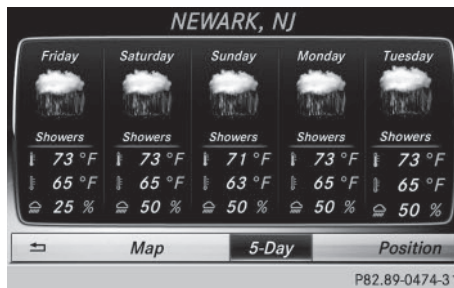 NEWARK, NJ
Friday Saturday Sunday Monday Tuesday
Showers Showers Showers Showers Showers
73 °F 73 °F 71 °F 73 °F 73 °F
65 °F 65 °F 63 °F 65 °F 65 °F
25 % 50 % 50 % 50 % 50 %
Map 5-Day Position
P82.89-0474-31